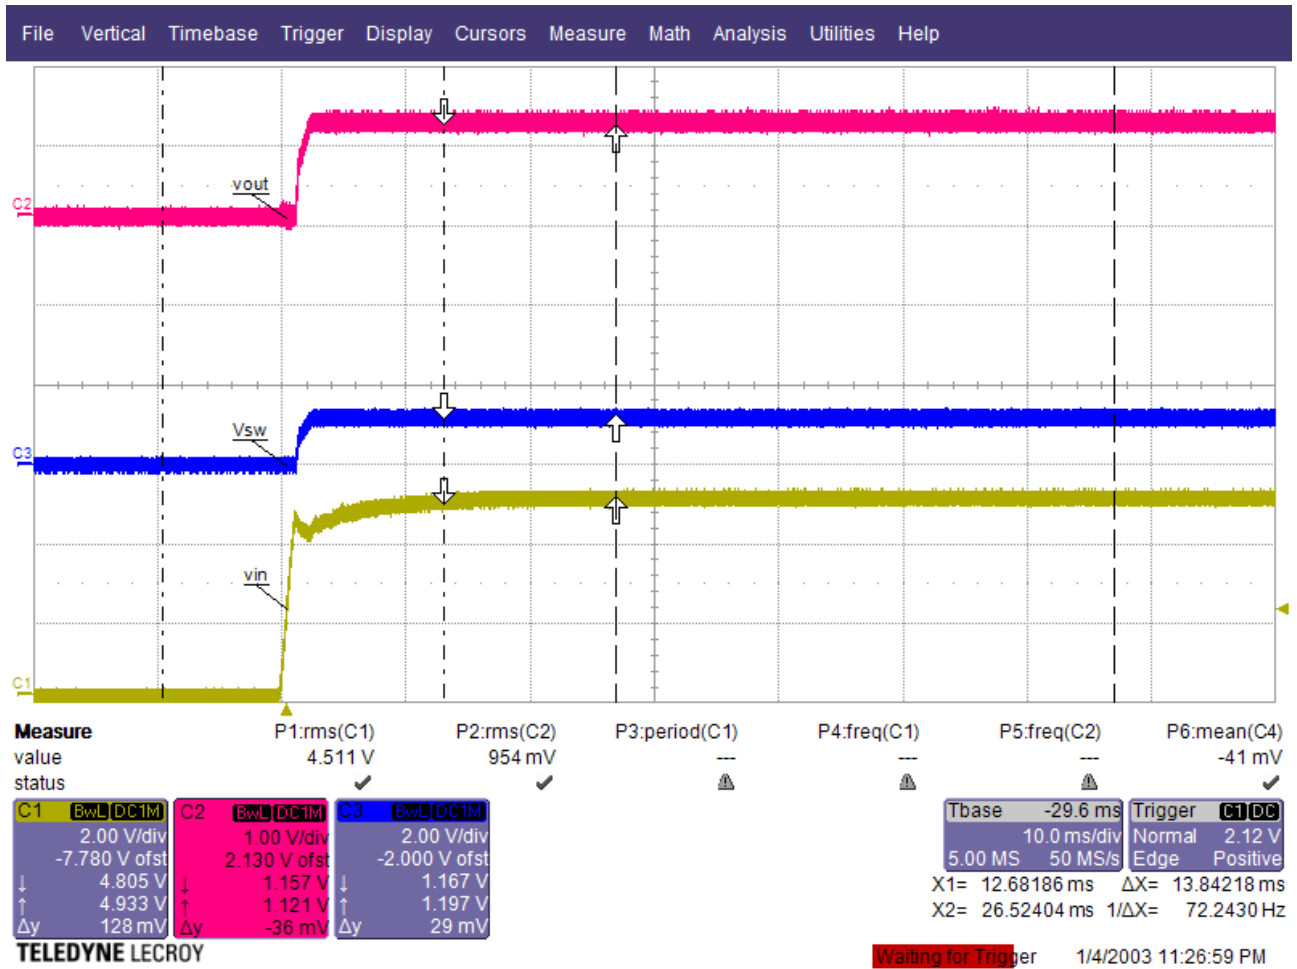 File Vertical Timebase Trigger Display Cursors Measure Math Analysis Utilities Help
vout
C2
Vsw
C3
vin
C1
Measure P1:rms(C1) P2:rms(C2) P3:period(C1) P4:freq(C1) P5:freq(C2) P6:mean(C4)
value 4.511 V 954 mV --- --- --- -41 mV
status
C1 BwL DC1M C2 BwL DC1M C3 BwL DC1M Tbase -29.6 ms Trigger C1 DC
2.00 V/div 1.00 V/div 2.00 V/div 10.0 ms/div Normal 2.12 V
-7.780 V ofst 2.130 V ofst -2.000 V ofst 5.00 MS 50 MS/s Edge Positive
↓ 4.805 V ↓ 1.157 V ↓ 1.167 V X1= 12.68186 ms ΔX= 13.84218 ms
↑ 4.933 V ↑ 1.121 V ↑ 1.197 V X2= 26.52404 ms 1/ΔX= 72.2430 Hz
Δy 128 mV Δy -36 mV Δy 29 mV
TELEDYNE LECROY Waiting for Trigger 1/4/2003 11:26:59 PM